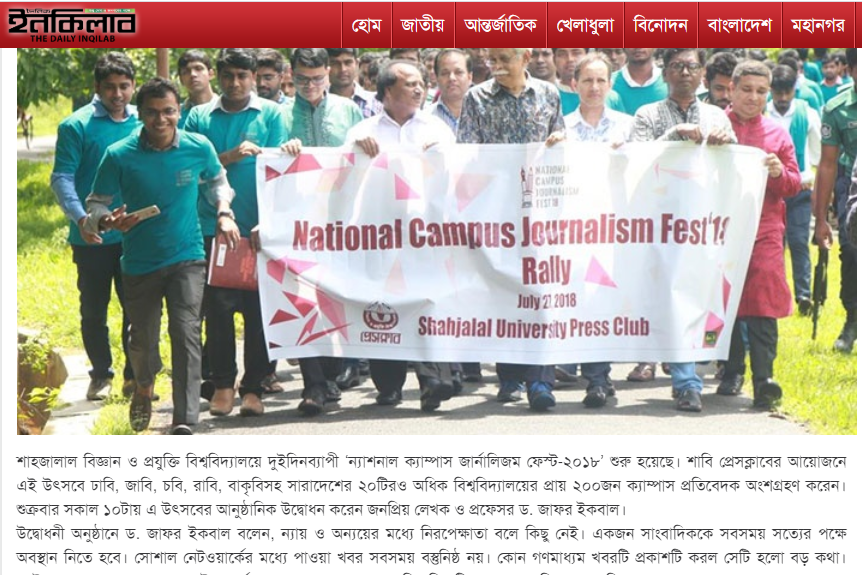 ইনকিলাব
THE DAILY INQILAB
হোম জাতীয় আন্তর্জাতিক খেলাধুলা বিনোদন বাংলাদেশ মহানগর
NATIONAL
CAMPUS
JOURNALISM
FEST'18
National Campus Journalism Fest'18
Rally
July 27, 2018
প্রেসক্লাব
Shahjalal University Press Club
শাহজালাল বিজ্ঞান ও প্রযুক্তি বিশ্ববিদ্যালয়ে দুইদিনব্যাপী ‘ন্যাশনাল ক্যাম্পাস জার্নালিজম ফেস্ট-২০১৮’ শুরু হয়েছে। শাবি প্রেসক্লাবের আয়োজনে
এই উৎসবে ঢাবি, জাবি, চবি, রাবি, বাকৃবিসহ সারাদেশের ২০টিরও অধিক বিশ্ববিদ্যালয়ের প্রায় ২০০জন ক্যাম্পাস প্রতিবেদক অংশগ্রহণ করেন।
শুক্রবার সকাল ১০টায় এ উৎসবের আনুষ্ঠানিক উদ্বোধন করেন জনপ্রিয় লেখক ও প্রফেসর ড. জাফর ইকবাল।
উদ্বোধনী অনুষ্ঠানে ড. জাফর ইকবাল বলেন, ন্যায় ও অন্যয়ের মধ্যে নিরপেক্ষাতা বলে কিছু নেই। একজন সাংবাদিককে সবসময় সত্যের পক্ষে
অবস্থান নিতে হবে। সোশাল নেটওয়ার্কের মধ্যে পাওয়া খবর সবসময় বস্তুনিষ্ঠ নয়। কোন গণমাধ্যম খবরটি প্রকাশটি করল সেটি হলো বড় কথা।